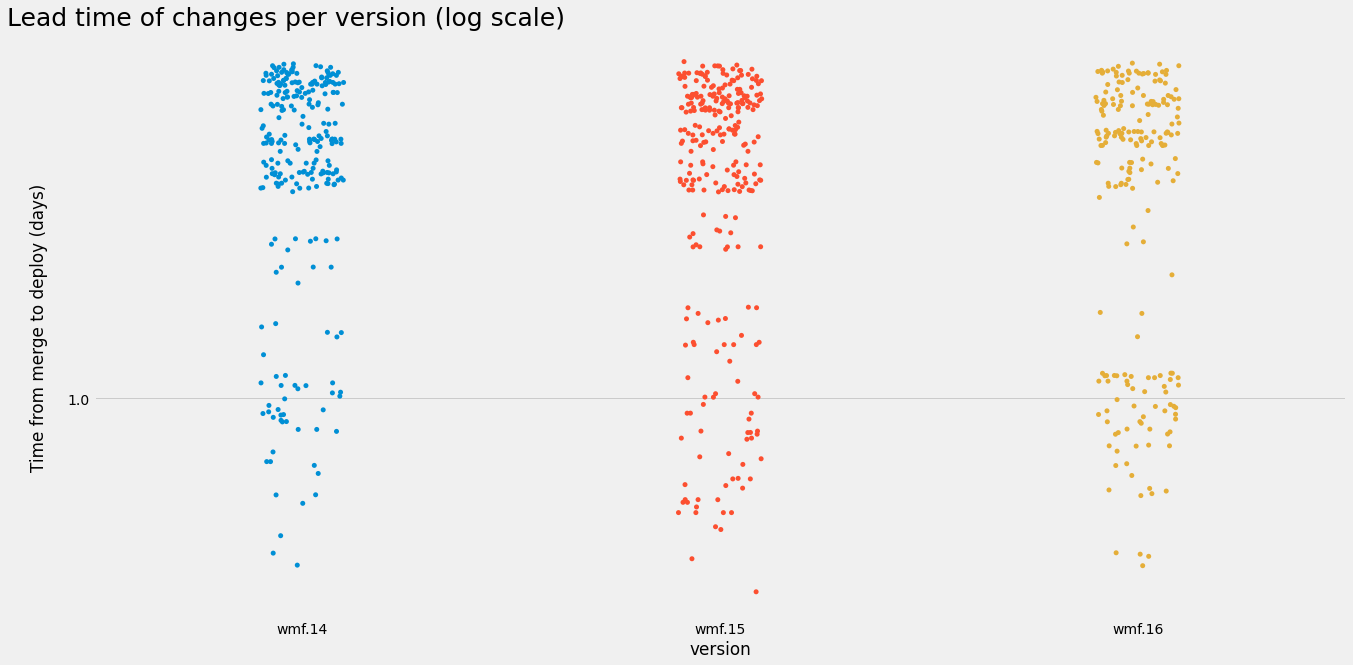 Lead time of changes per version (log scale)
Time from merge to deploy (days)
1.0
wmf.14
wmf.15
wmf.16
version